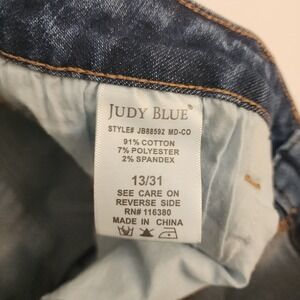 JUDY BLUE®
STYLE# JB88592 MD-CO
91% COTTON
7% POLYESTER
2% SPANDEX
13/31
SEE CARE ON
REVERSE SIDE
RN# 116380
MADE IN CHINA